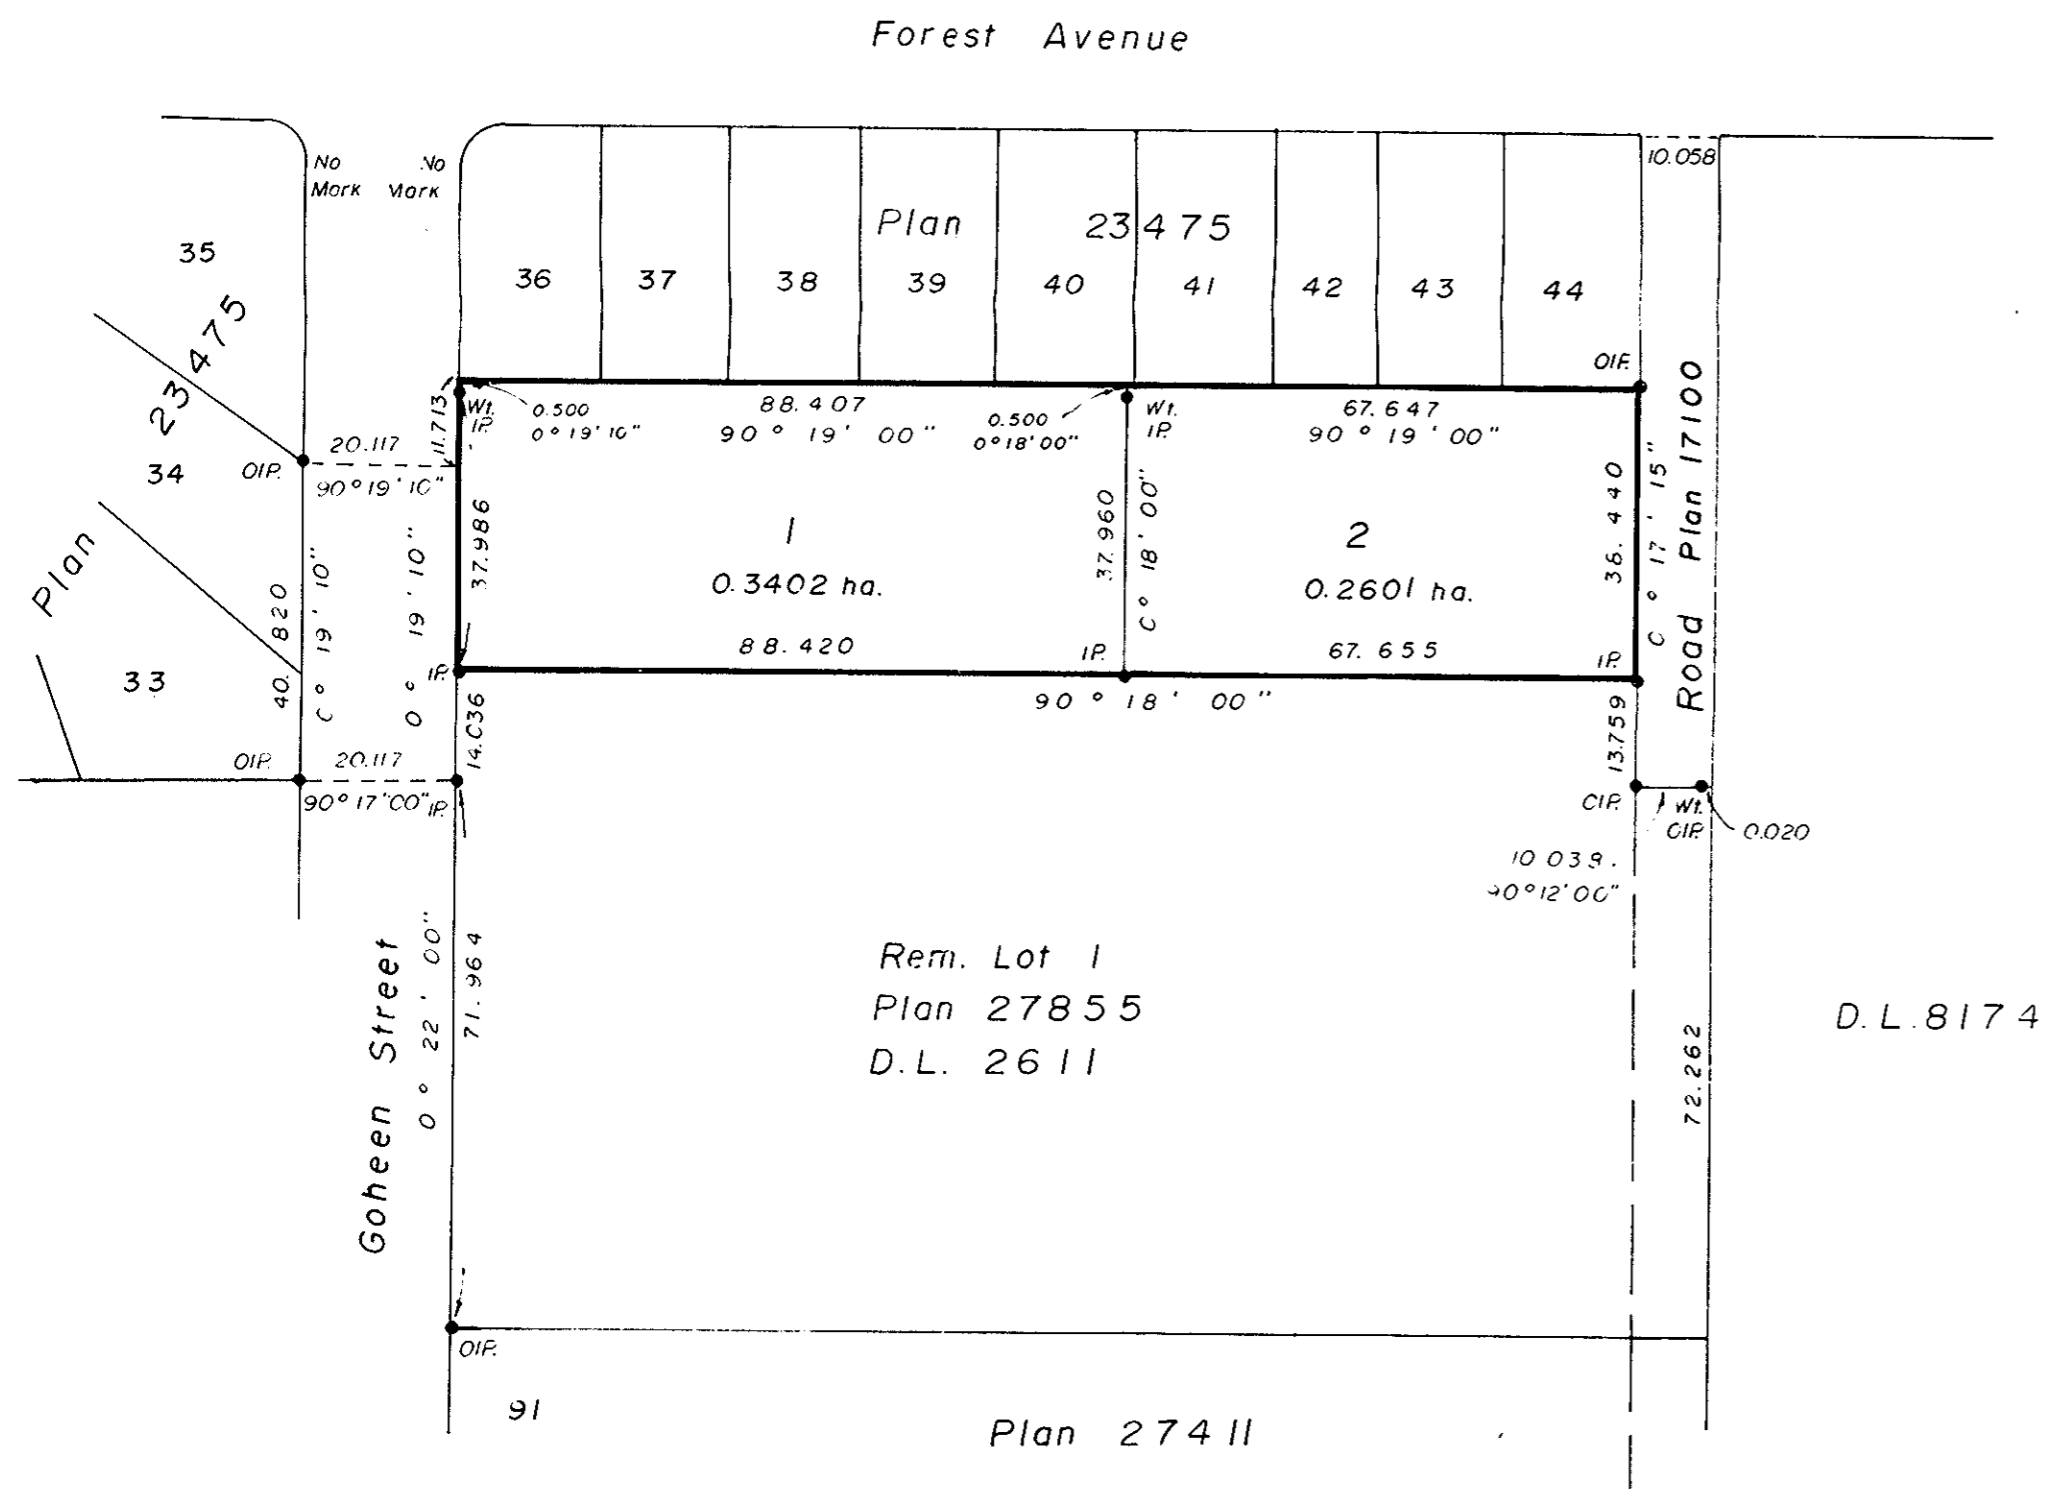 Forest Avenue
No Mark
No Mark
10.058
35
Plan 23475
36
37
38
39
40
41
42
43
44
23475
OIP.
11.713
Wt.
IP.
0.500
0°19'10"
88.407
90°19'00"
0.500
0°18'00"
Wt.
IP.
67.647
90°19'00"
20.117
OIP.
90°19'10"
34
Plan
37.986
1
0.3402 ha.
37.960
0°18'00"
2
0.2601 ha.
0°17'15"
Road Plan 17100
40.820
0°19'10"
0°19'10"
88.420
IP.
67.655
IP.
IP.
33
90°18'00"
14.036
13.759
OIP.
20.117
90°17'00"
IP.
OIP.
Wt.
OIP.
0.020
10.039
90°12'00"
Goheen Street
0°22'00"
71.964
Rem. Lot 1
Plan 27855
D.L. 2611
72.262
D.L. 8174
OIP.
91
Plan 27411